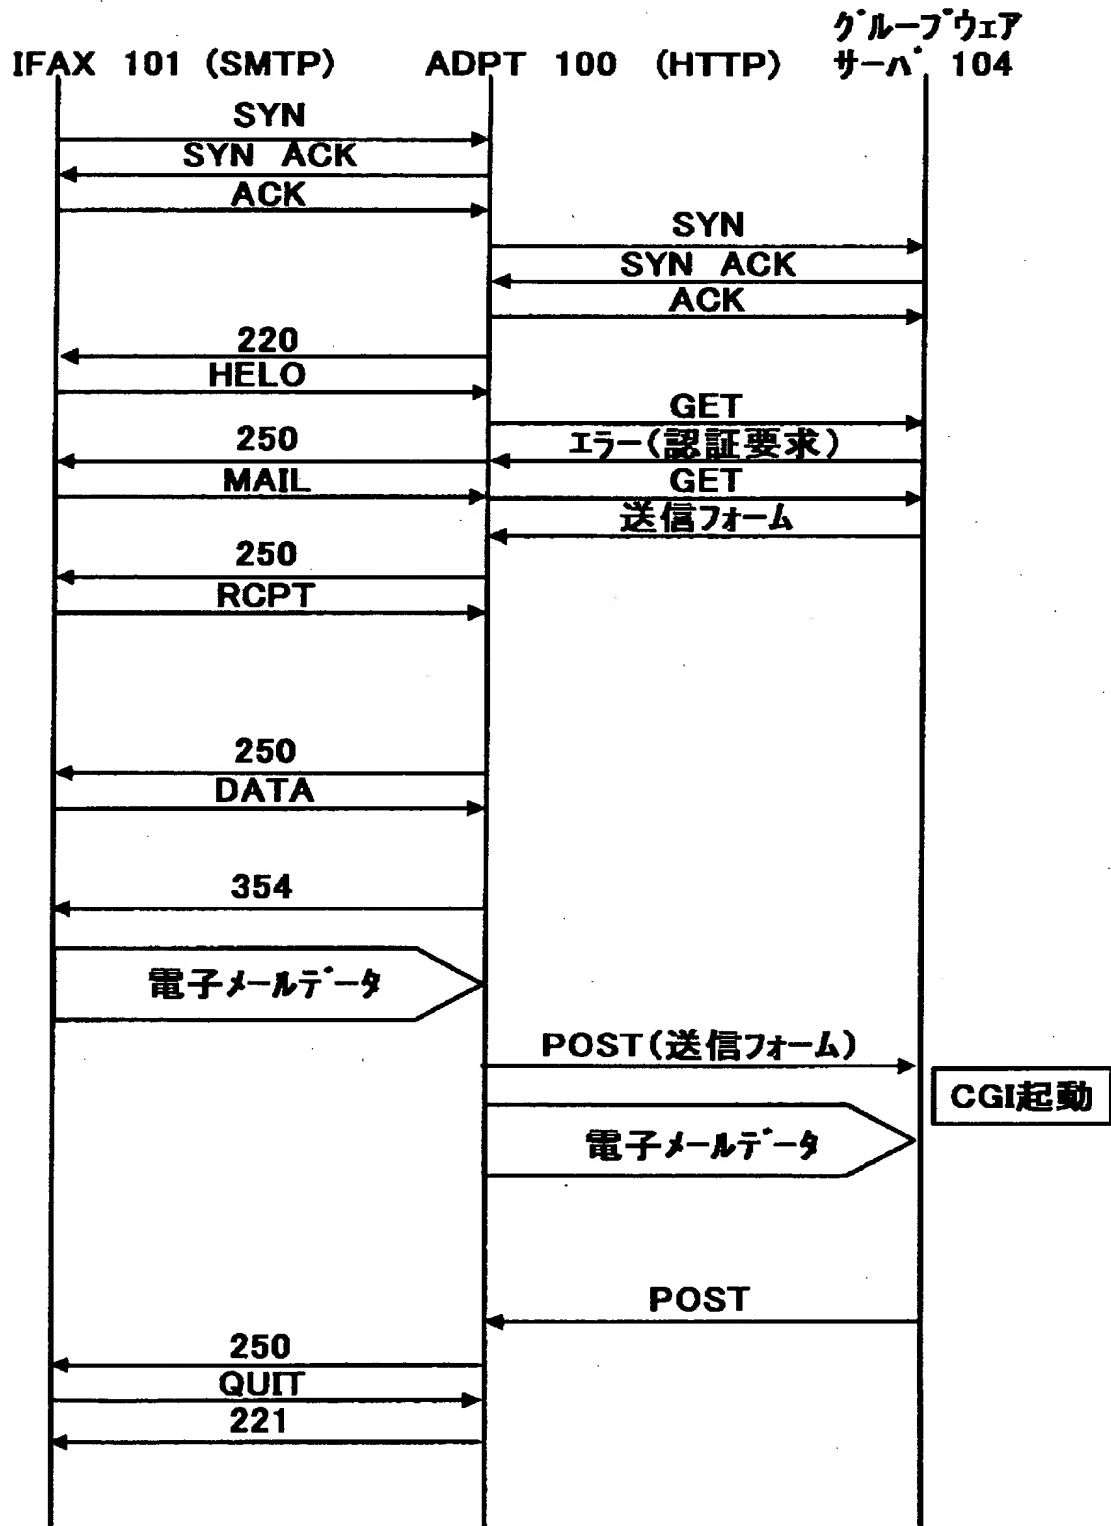 グループウェア
IFAX 101 (SMTP) ADPT 100 (HTTP) サーバ 104
SYN
SYN ACK
ACK
SYN
SYN ACK
ACK
220
HELO
GET
250 エラー(認証要求)
MAIL GET
送信フォーム
250
RCPT
250
DATA
354
電子メールデータ
POST(送信フォーム)
CGI起動
電子メールデータ
POST
250
QUIT
221